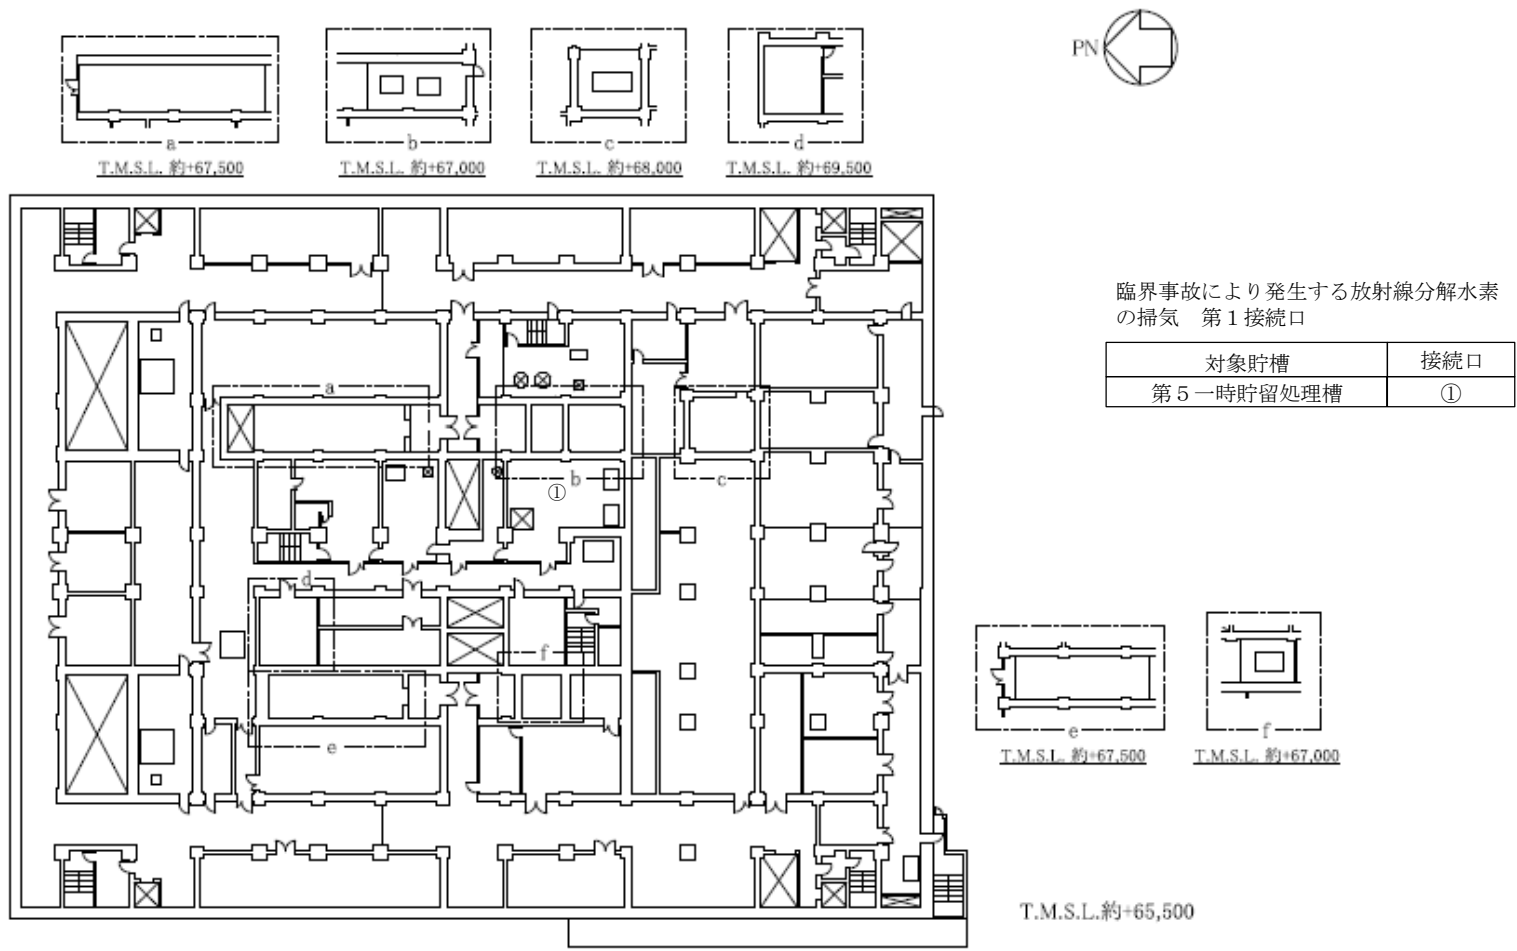 PN
a
b
c
d
T.M.S.L. 約+67,500
T.M.S.L. 約+67,000
T.M.S.L. 約+68,000
T.M.S.L. 約+69,500
臨界事故により発生する放射線分解水素
の掃気 第1接続口
対象貯槽 接続口
第5一時貯留処理槽 ①
a
b
c
①
d
f
e
e
f
T.M.S.L. 約+67,500
T.M.S.L. 約+67,000
T.M.S.L.約+65,500